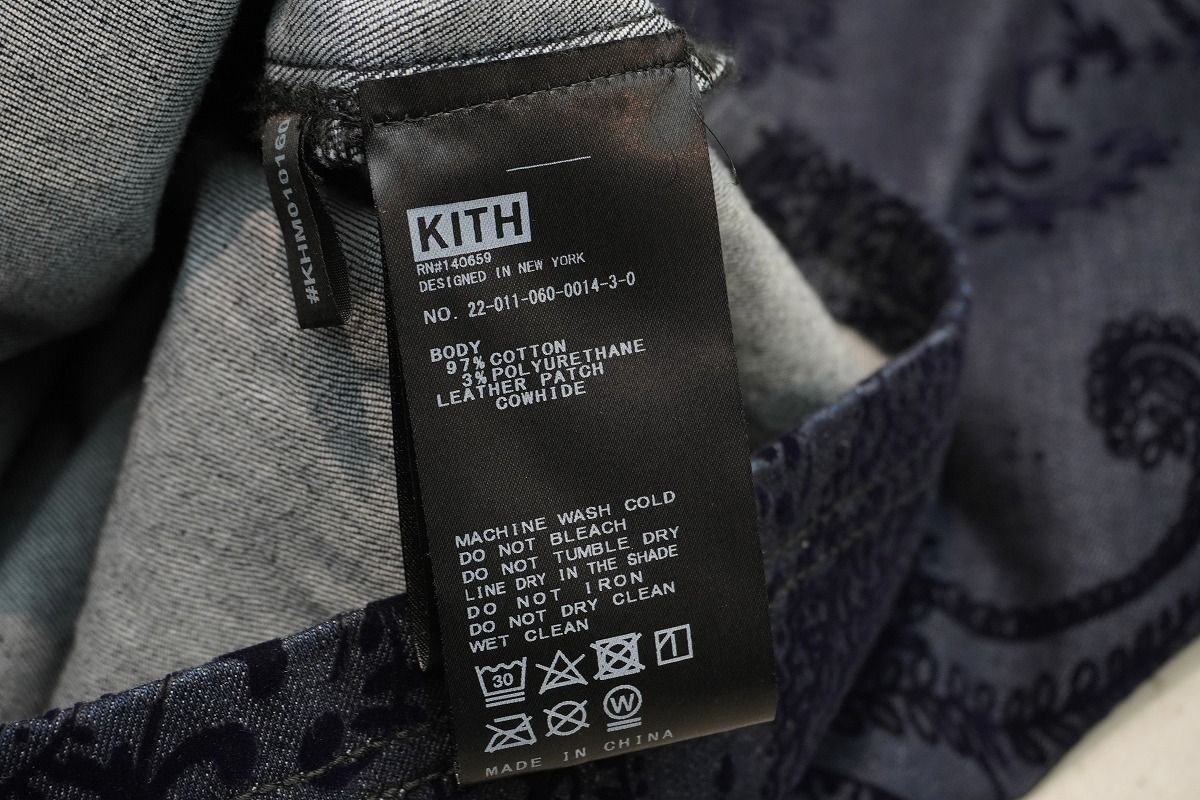 #KHM010160
KITH
RN#140659
DESIGNED IN NEW YORK
NO. 22-011-060-0014-3-0
BODY
97% COTTON
3% POLYURETHANE
LEATHER PATCH
COWHIDE
MACHINE WASH COLD
DO NOT BLEACH
DO NOT TUMBLE DRY
LINE DRY IN THE SHADE
DO NOT IRON
DO NOT DRY CLEAN
WET CLEAN
30
W
MADE IN CHINA